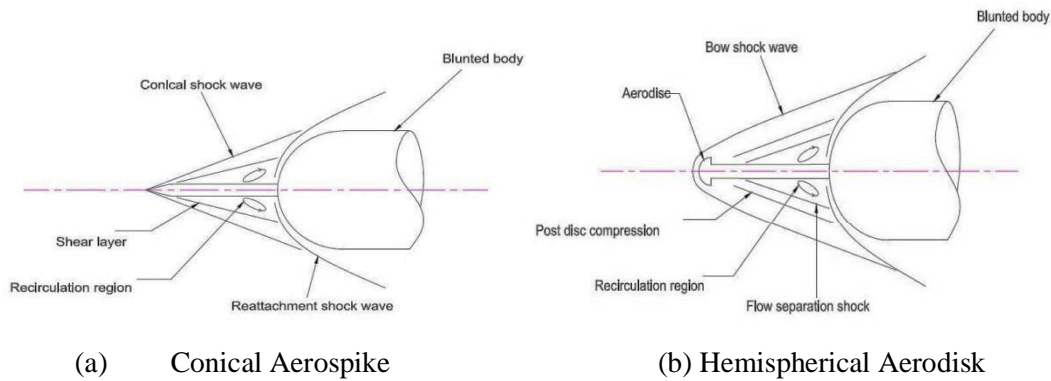 Blunted body
Conical shock wave
Shear layer
Recirculation region
Reattachment shock wave
(a) Conical Aerospike
Blunted body
Bow shock wave
Aerodisc
Post disc compression
Recirculation region
Flow separation shock
(b) Hemispherical Aerodisk